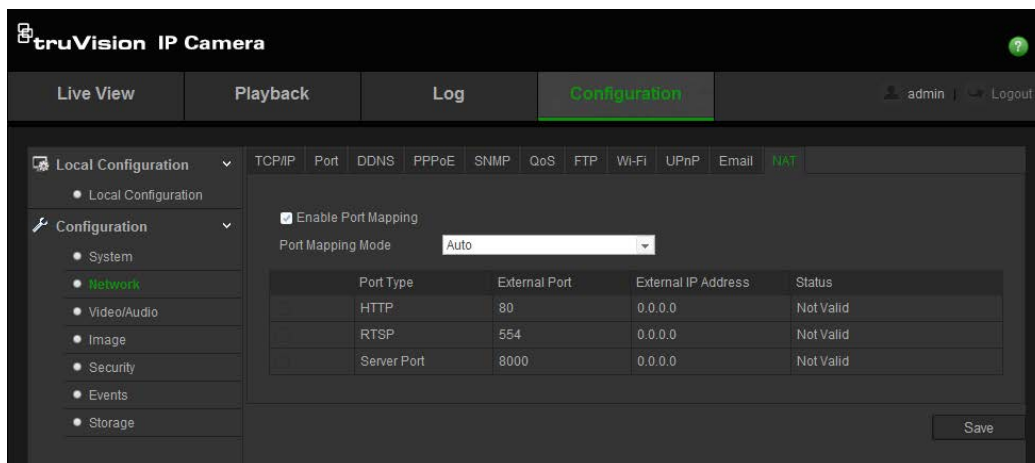 truVision IP Camera
?
Live View Playback Log Configuration admin | Logout
Local Configuration
Local Configuration
Configuration
System
Network
Video/Audio
Image
Security
Events
Storage
TCP/IP Port DDNS PPPoE SNMP QoS FTP Wi-Fi UPnP Email NAT
Enable Port Mapping
Port Mapping Mode Auto
Port Type External Port External IP Address Status
HTTP 80 0.0.0.0 Not Valid
RTSP 554 0.0.0.0 Not Valid
Server Port 8000 0.0.0.0 Not Valid
Save